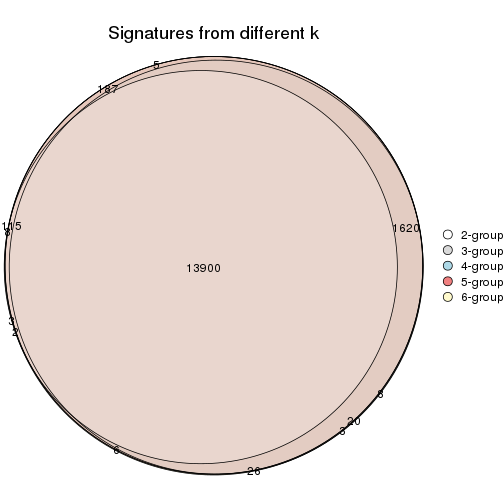 Signatures from different k
5
187
115
8
1620
13900
3
2
8
20
3
6
26
2-group
3-group
4-group
5-group
6-group